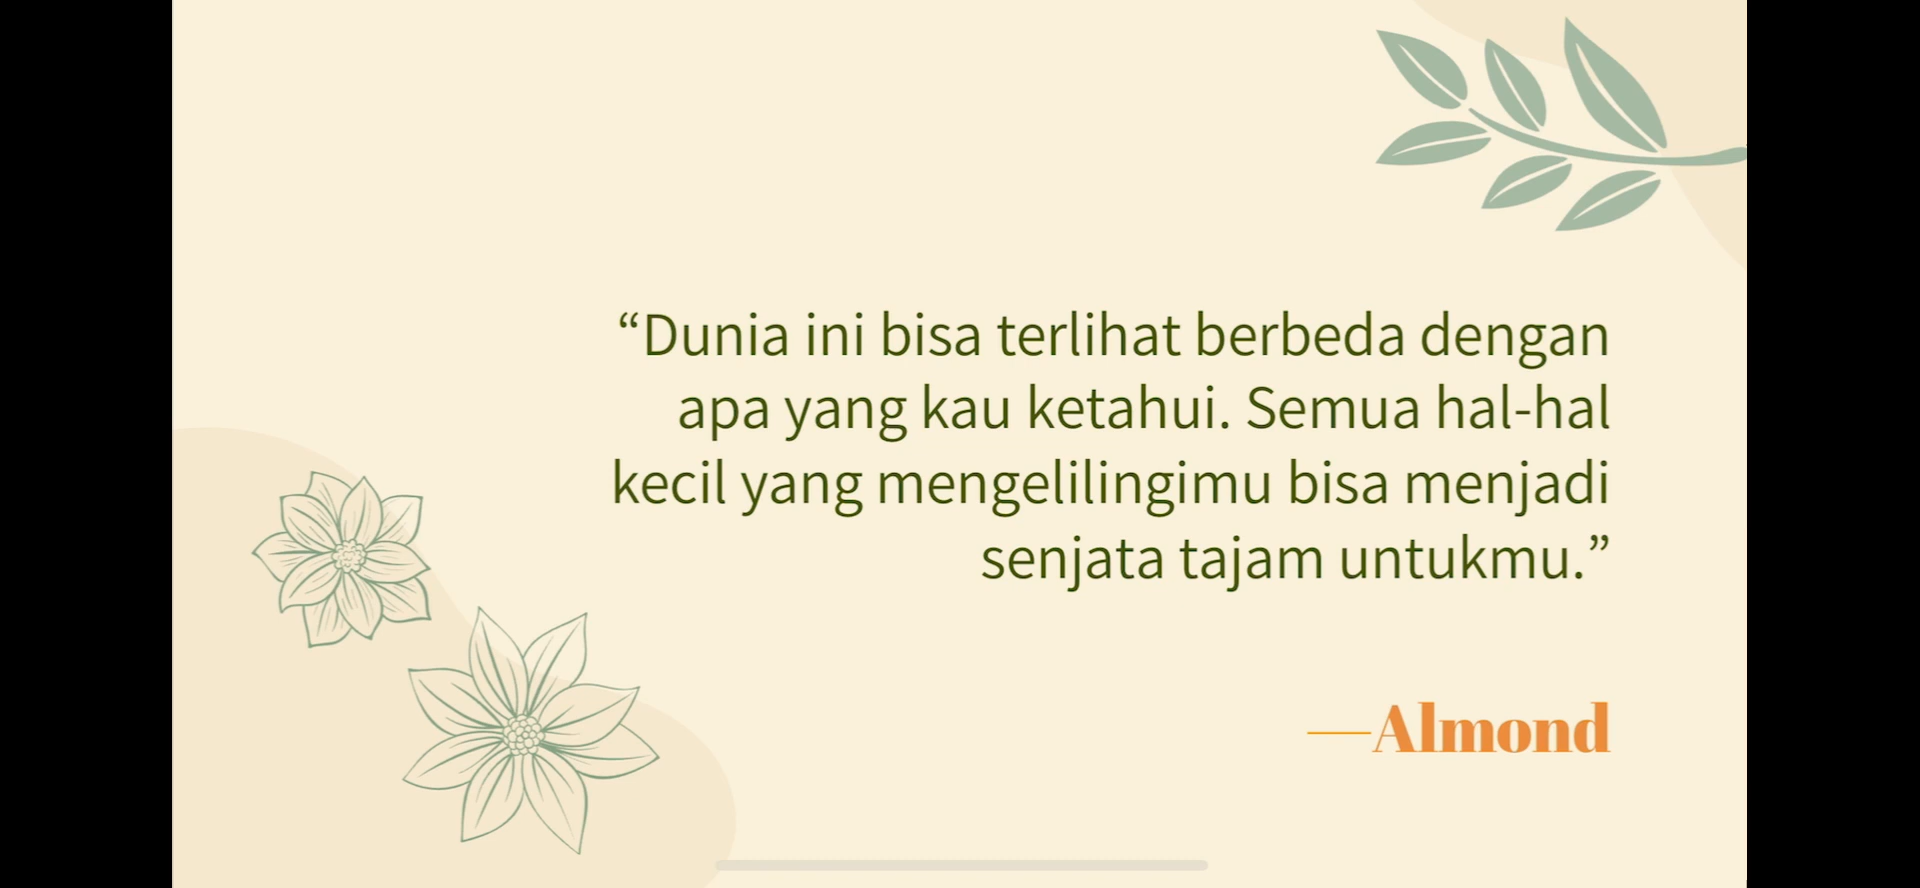 “Dunia ini bisa terlihat berbeda dengan
apa yang kau ketahui. Semua hal-hal
kecil yang mengelilingimu bisa menjadi
senjata tajam untukmu.”
—Almond